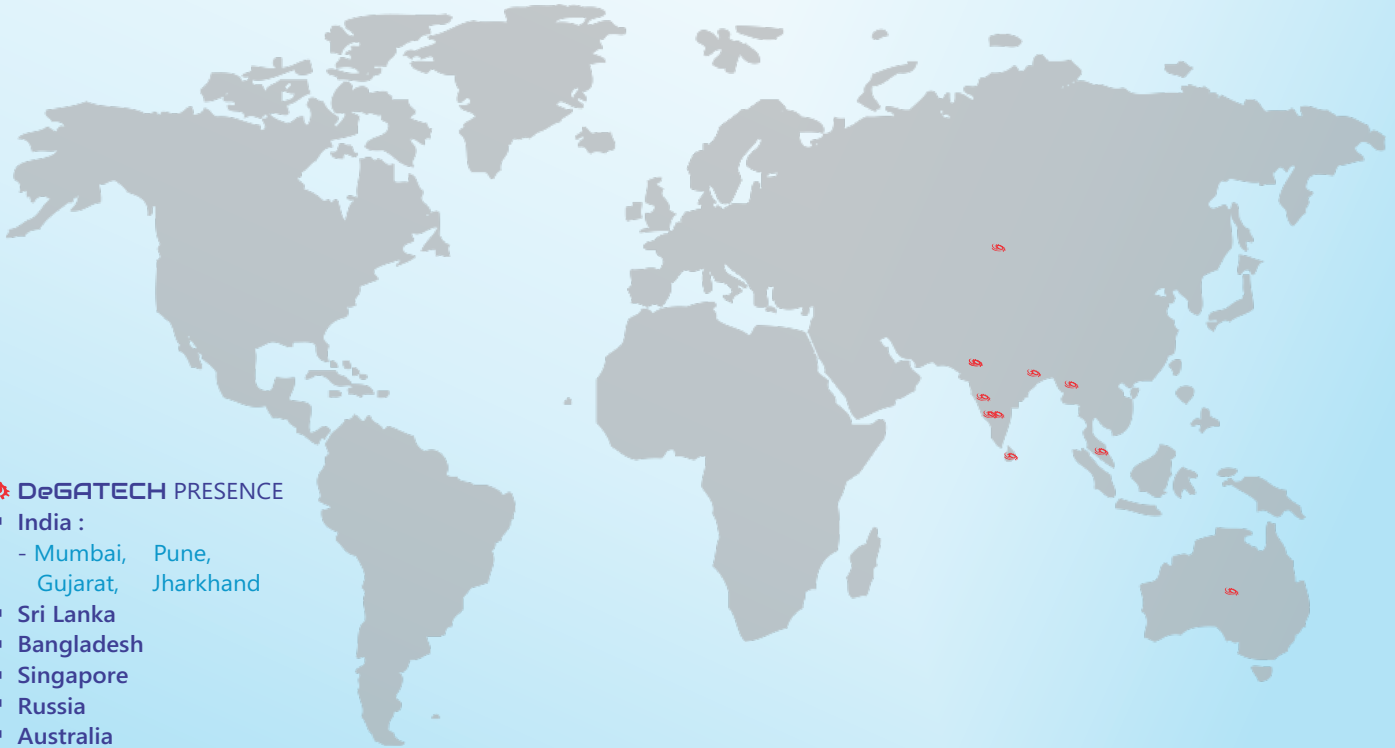 DeGATECH PRESENCE
India :
- Mumbai, Pune,
Gujarat, Jharkhand
Sri Lanka
Bangladesh
Singapore
Russia
Australia